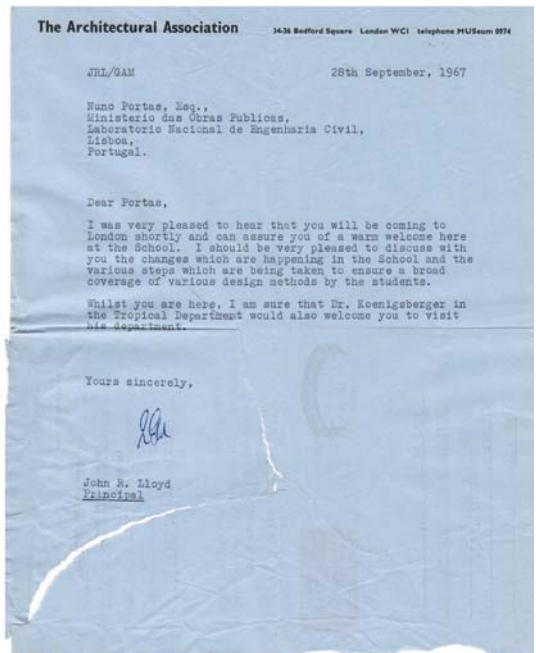 The Architectural Association 34-36 Bedford Square London WC1 telephone MUSeum 0974
JRL/GAM 28th September, 1967
Nuno Portas, Esq.,
Ministerio das Obras Publicas,
Laboratorio Nacional de Engenharia Civil,
Lisboa,
Portugal.
Dear Portas,
I was very pleased to hear that you will be coming to
London shortly and can assure you of a warm welcome here
at the School. I should be very pleased to discuss with
you the changes which are happening in the School and the
various steps which are being taken to ensure a broad
coverage of various design methods by the students.
Whilst you are here, I am sure that Dr. Koenigsberger in
the Tropical Department would also welcome you to visit
his department.
Yours sincerely,
John R. Lloyd
Principal